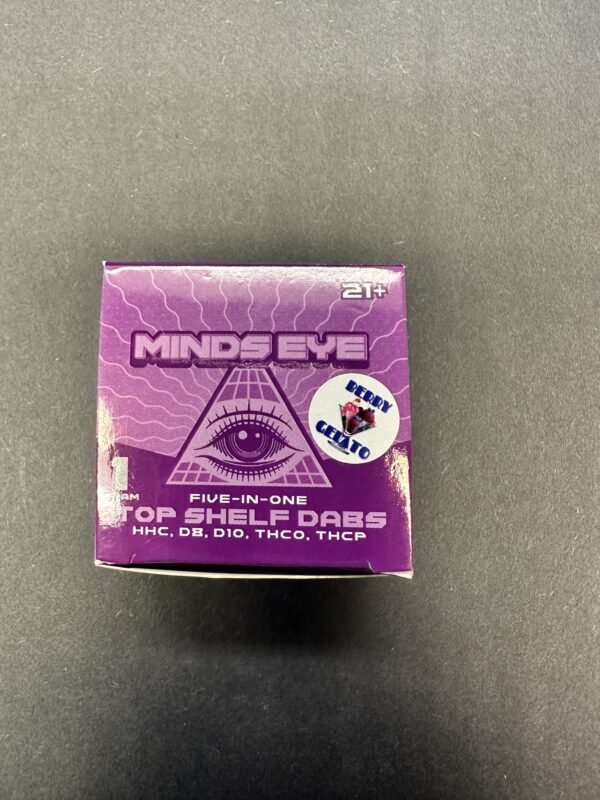 21+
MINDS EYE
BERRY
GELATO
1
FIVE-IN-ONE
TOP SHELF DABS
HHC, D8, D10, THCO, THCP